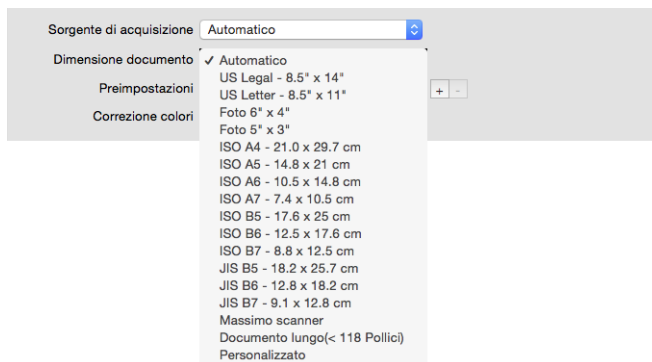 Sorgente di acquisizione Automatico
Dimensione documento ✓ Automatico
US Legal - 8.5" x 14"
Preimpostazioni US Letter - 8.5" x 11" + -
Foto 6" x 4"
Correzione colori Foto 5" x 3"
ISO A4 - 21.0 x 29.7 cm
ISO A5 - 14.8 x 21 cm
ISO A6 - 10.5 x 14.8 cm
ISO A7 - 7.4 x 10.5 cm
ISO B5 - 17.6 x 25 cm
ISO B6 - 12.5 x 17.6 cm
ISO B7 - 8.8 x 12.5 cm
JIS B5 - 18.2 x 25.7 cm
JIS B6 - 12.8 x 18.2 cm
JIS B7 - 9.1 x 12.8 cm
Massimo scanner
Documento lungo(< 118 Pollici)
Personalizzato